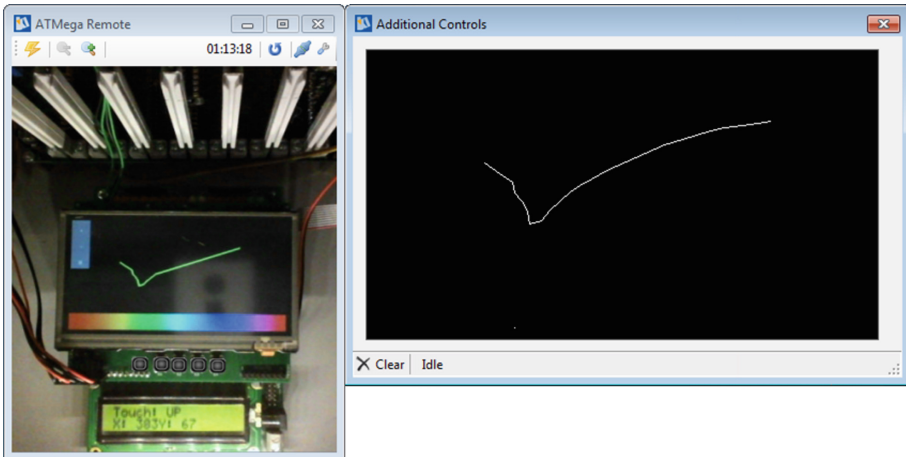 ATMega Remote
01:13:18
Touch: UP
X: 383Y: 67
Additional Controls
Clear
Idle